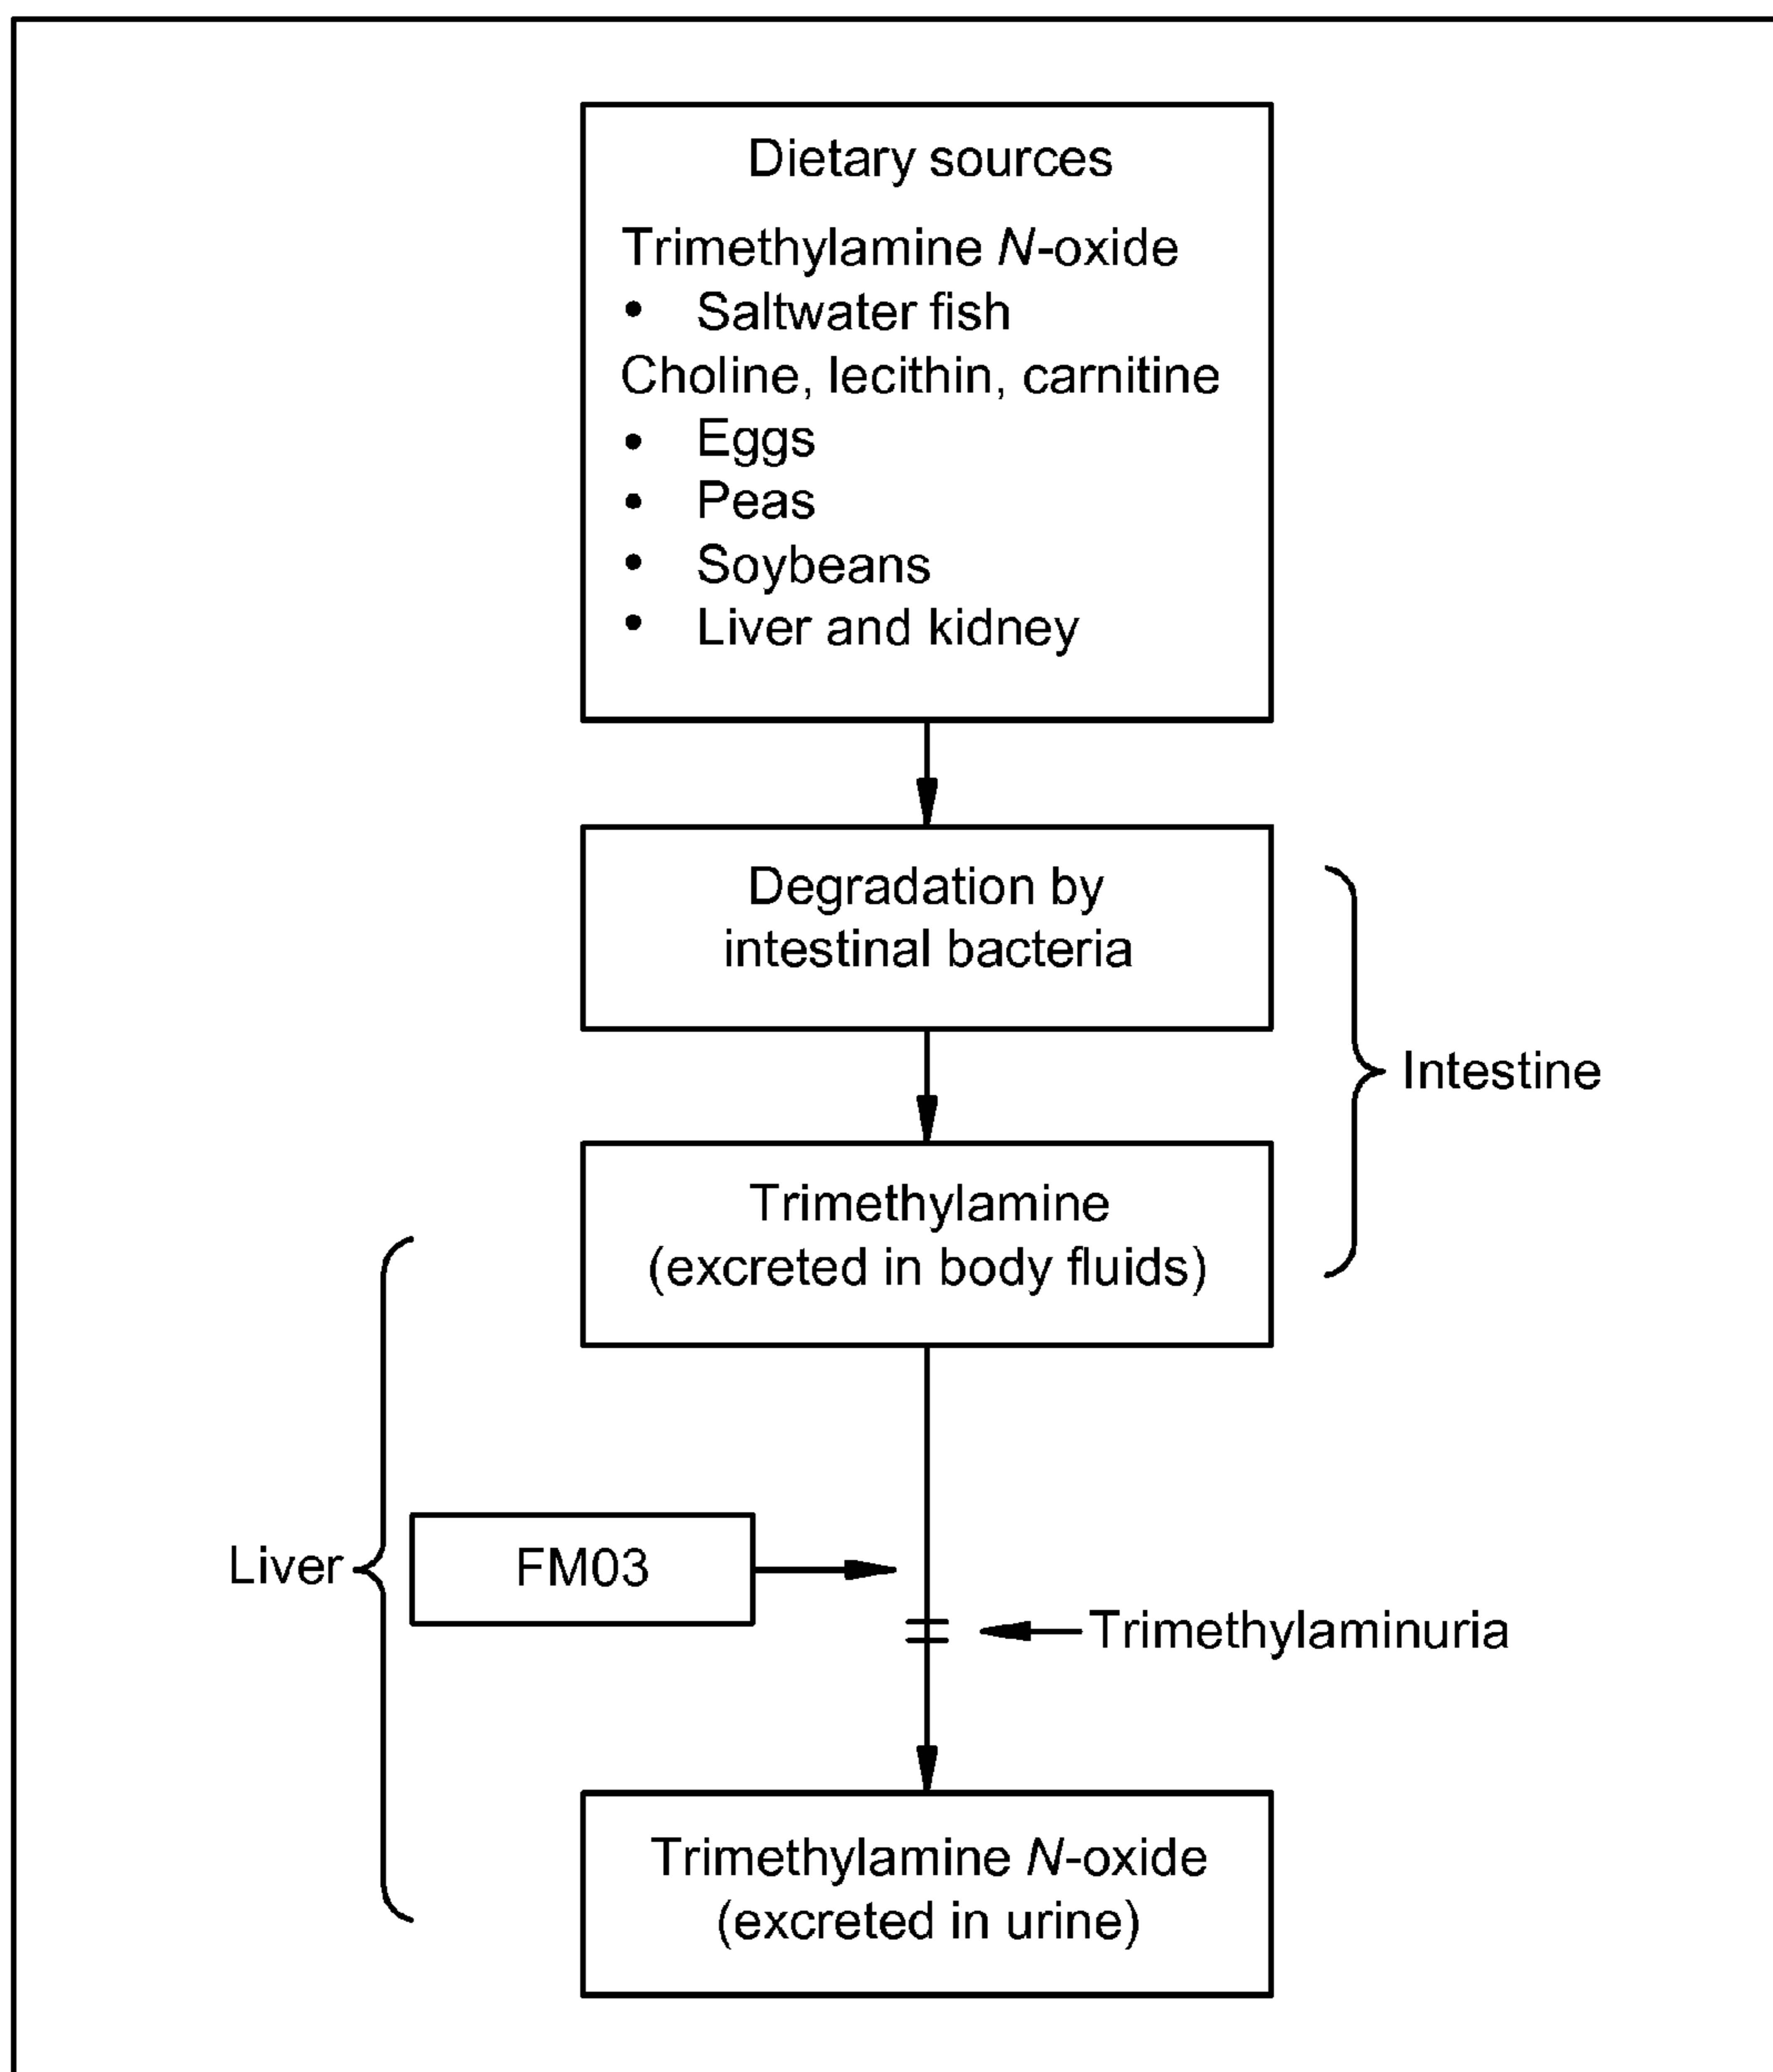 Dietary sources
Trimethylamine N-oxide
• Saltwater fish
Choline, lecithin, carnitine
• Eggs
• Peas
• Soybeans
• Liver and kidney
Degradation by
intestinal bacteria
Intestine
Trimethylamine
(excreted in body fluids)
Liver
FM03
Trimethylaminuria
Trimethylamine N-oxide
(excreted in urine)